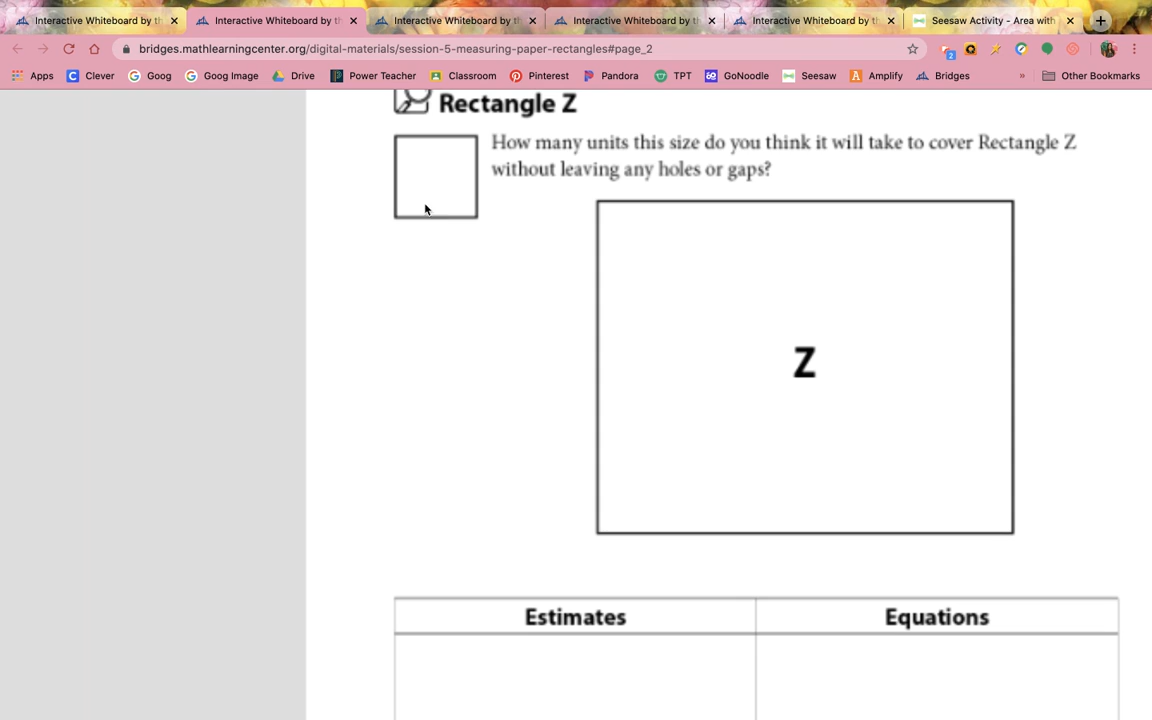 Interactive Whiteboard by th
Interactive Whiteboard by th
Interactive Whiteboard by th
Interactive Whiteboard by th
Interactive Whiteboard by th
Seesaw Activity - Area with
bridges.mathlearningcenter.org/digital-materials/session-5-measuring-paper-rectangles#page_2
2
Apps Clever Goog Goog Image Drive Power Teacher Classroom Pinterest Pandora TPT GoNoodle Seesaw Amplify Bridges » Other Bookmarks
Rectangle Z
How many units this size do you think it will take to cover Rectangle Z
without leaving any holes or gaps?
Z
Estimates Equations